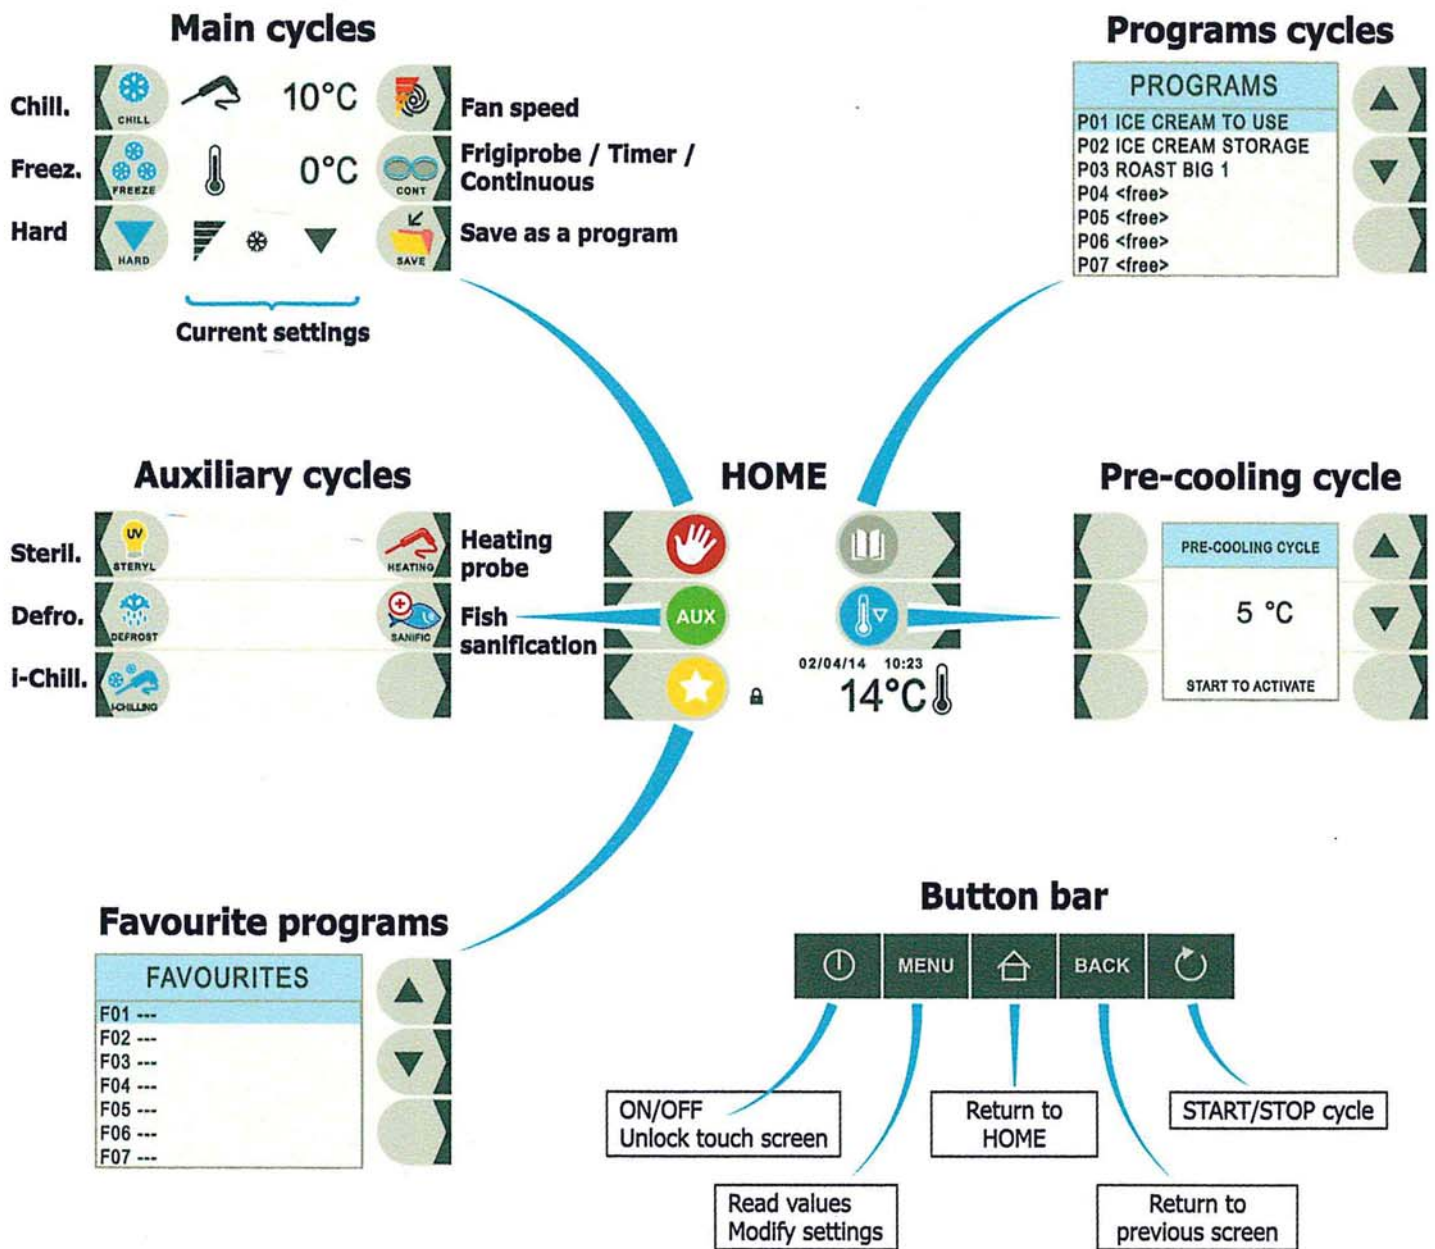 Main cycles
Chill.
CHILL
10°C
Fan speed
Freez.
FREEZE
0°C
CONT
Frigiprobe / Timer /
Continuous
Hard
HARD
SAVE
Save as a program
Current settings
Programs cycles
PROGRAMS
P01 ICE CREAM TO USE
P02 ICE CREAM STORAGE
P03 ROAST BIG 1
P04 <free>
P05 <free>
P06 <free>
P07 <free>
Auxiliary cycles
Steril.
UV
STERYL
HEATING
Heating
probe
Defro.
DEFROST
SANIFIC
Fish
sanification
i-Chill.
I-CHILLING
HOME
AUX
02/04/14 10:23
14°C
Pre-cooling cycle
PRE-COOLING CYCLE
5 °C
START TO ACTIVATE
Favourite programs
FAVOURITES
F01 ---
F02 ---
F03 ---
F04 ---
F05 ---
F06 ---
F07 ---
Button bar
MENU
BACK
ON/OFF
Unlock touch screen
Return to
HOME
START/STOP cycle
Read values
Modify settings
Return to
previous screen